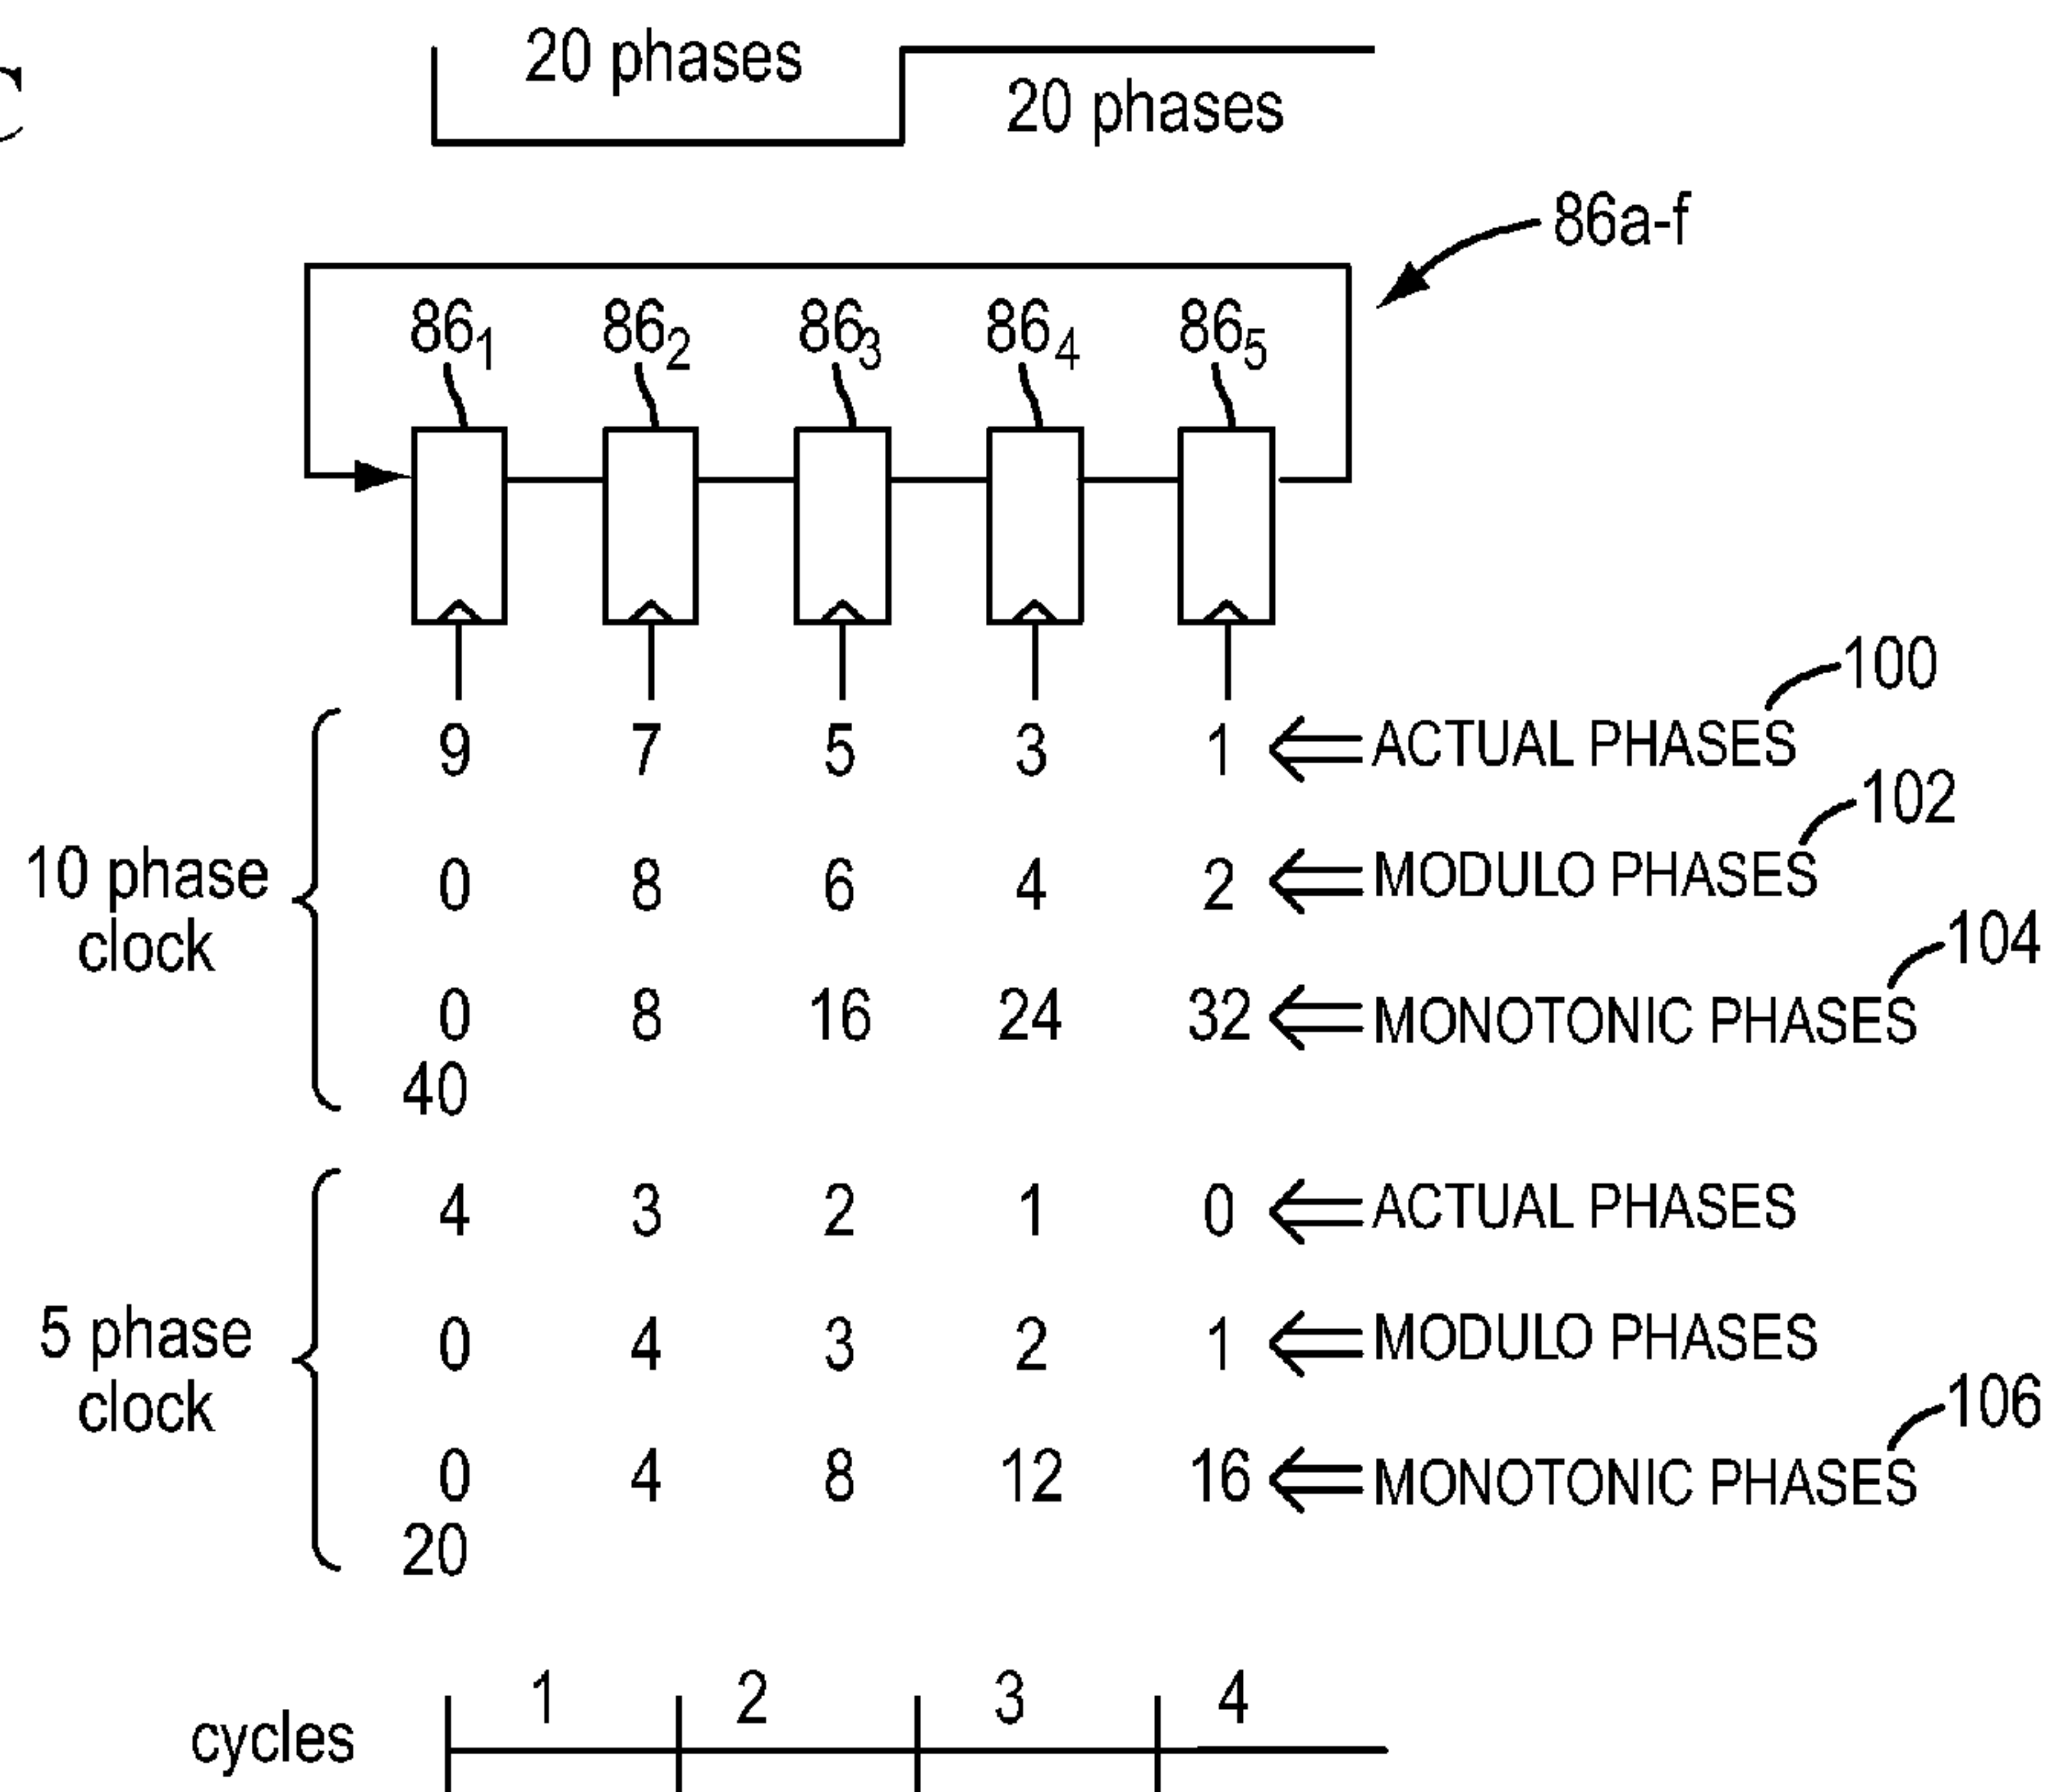 C
20 phases
20 phases
86a-f
86₁ 86₂ 86₃ 86₄ 86₅
100
9 7 5 3 1 ACTUAL PHASES
102
10 phase
clock
0 8 6 4 2 MODULO PHASES
104
0 8 16 24 32 MONOTONIC PHASES
40
4 3 2 1 0 ACTUAL PHASES
5 phase
clock
0 4 3 2 1 MODULO PHASES
106
0 4 8 12 16 MONOTONIC PHASES
20
cycles 1 2 3 4